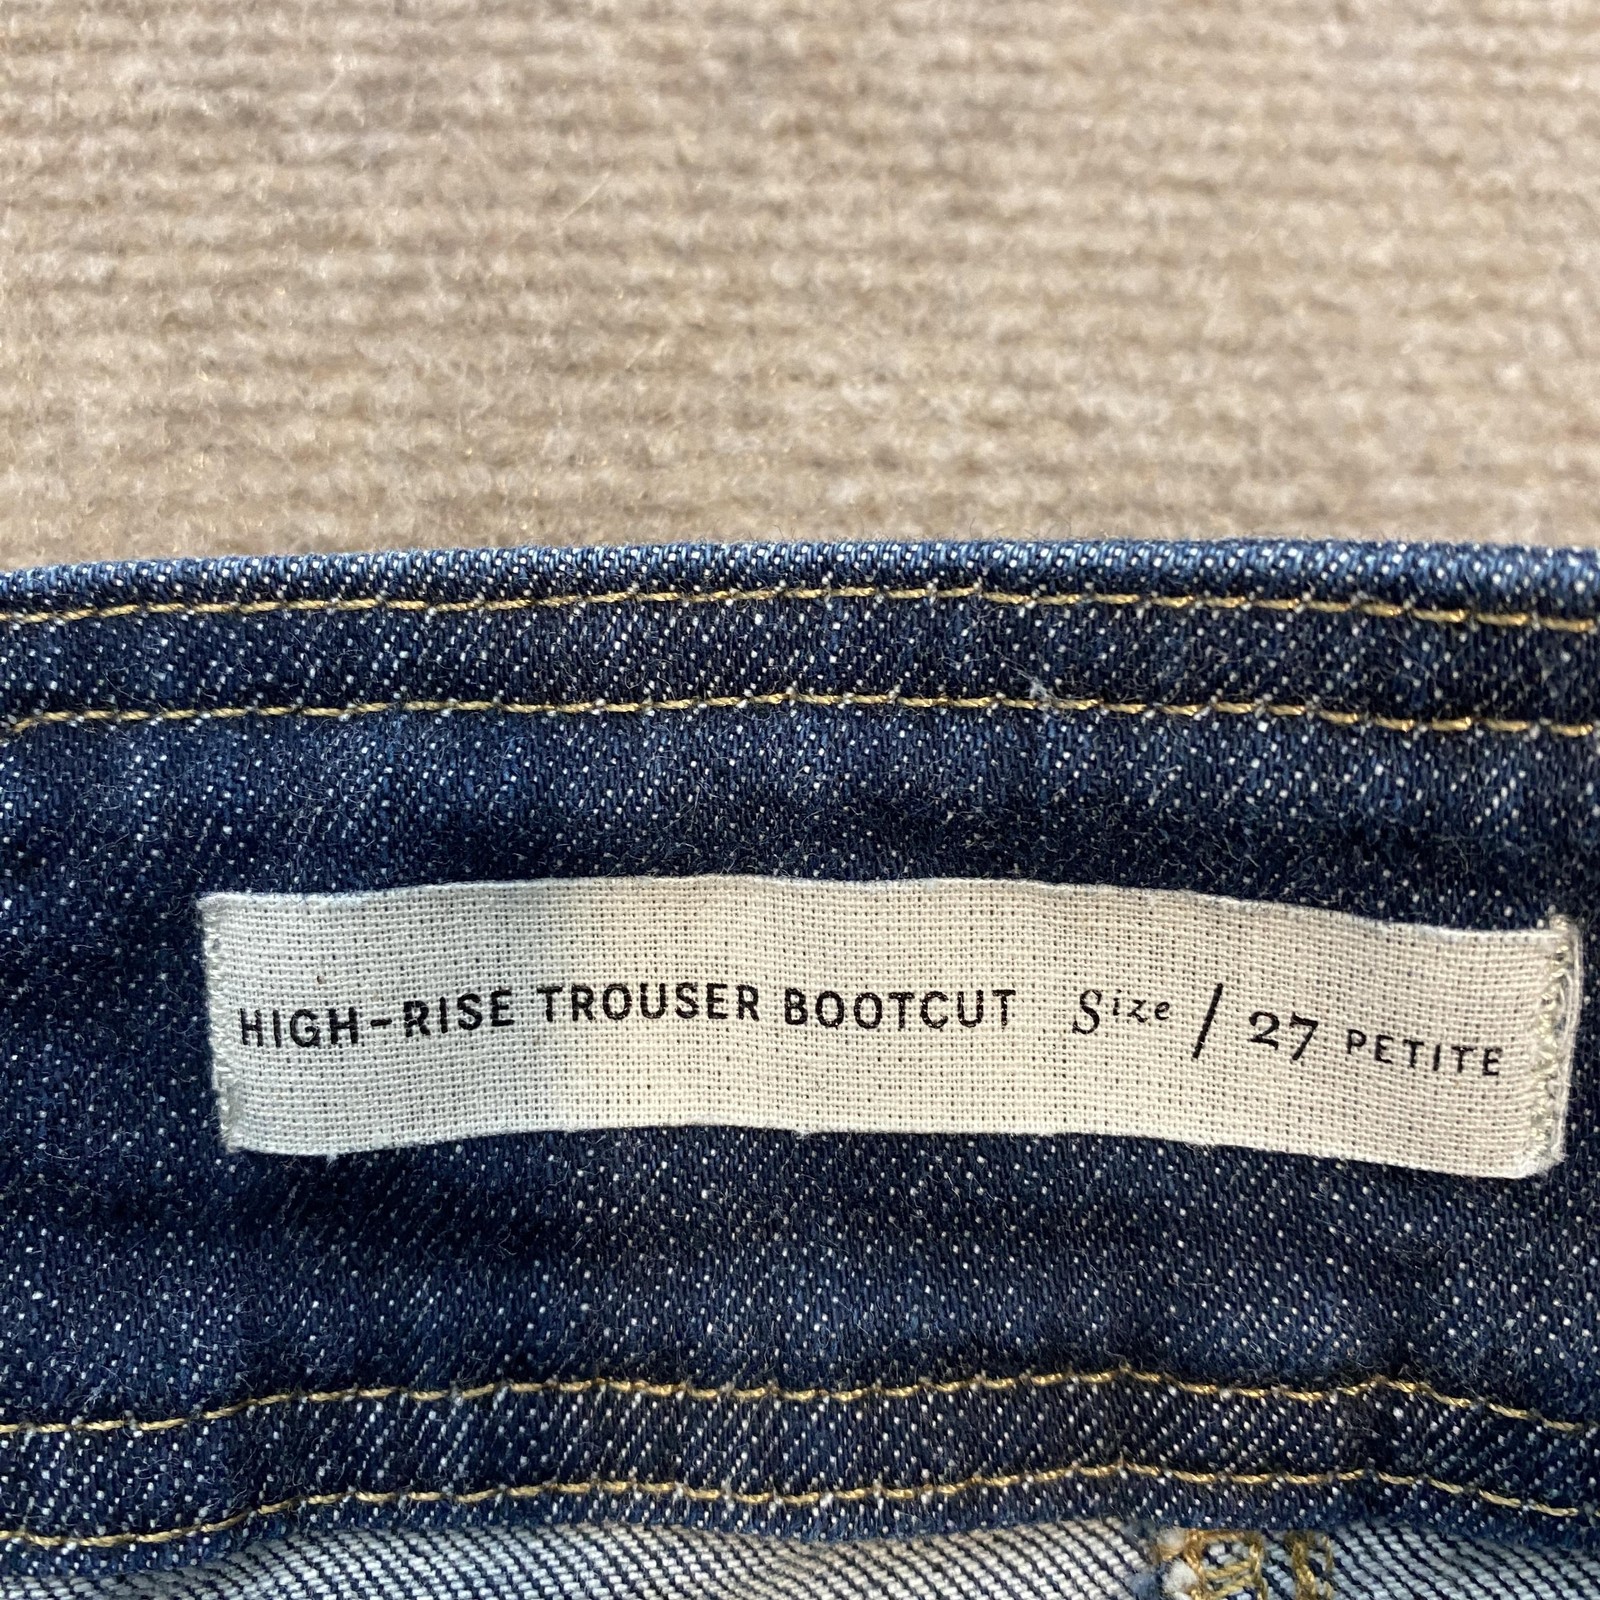 HIGH-RISE TROUSER BOOTCUT Size / 27 PETITE